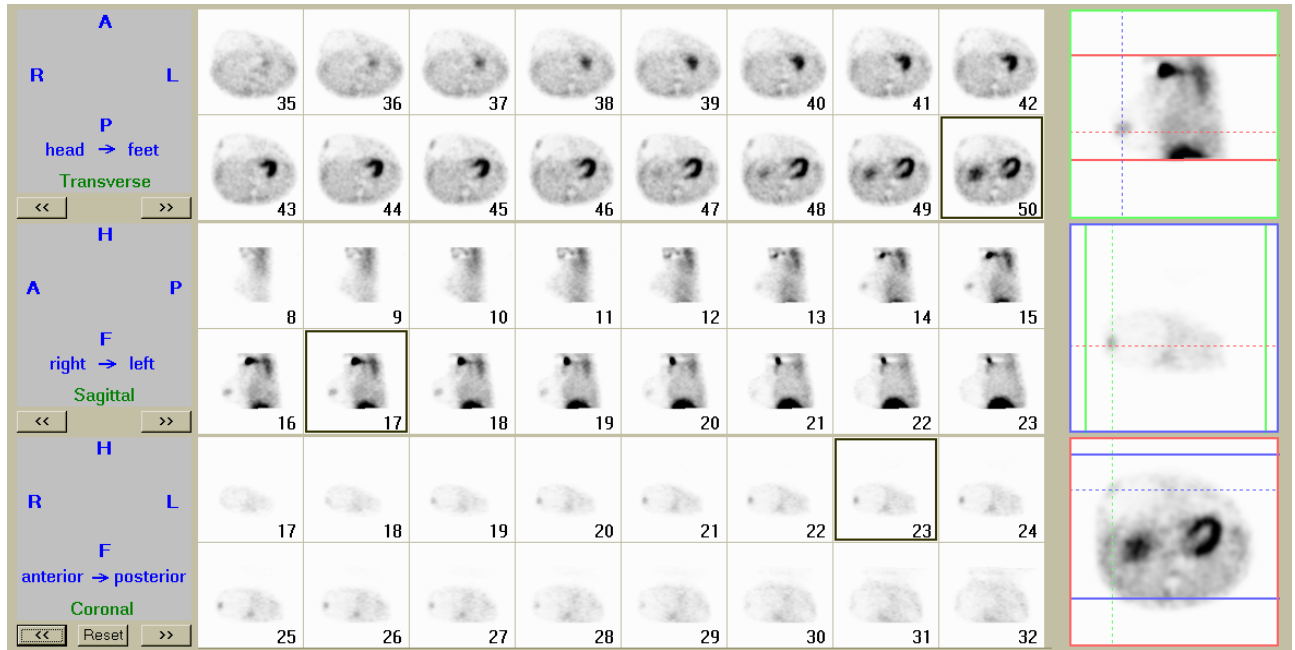 A
R L
P
head → feet
Transverse
<< >>
35 36 37 38 39 40 41 42
43 44 45 46 47 48 49 50
H
A P
F
right → left
Sagittal
<< >>
8 9 10 11 12 13 14 15
16 17 18 19 20 21 22 23
H
R L
F
anterior → posterior
Coronal
<< Reset >>
17 18 19 20 21 22 23 24
25 26 27 28 29 30 31 32